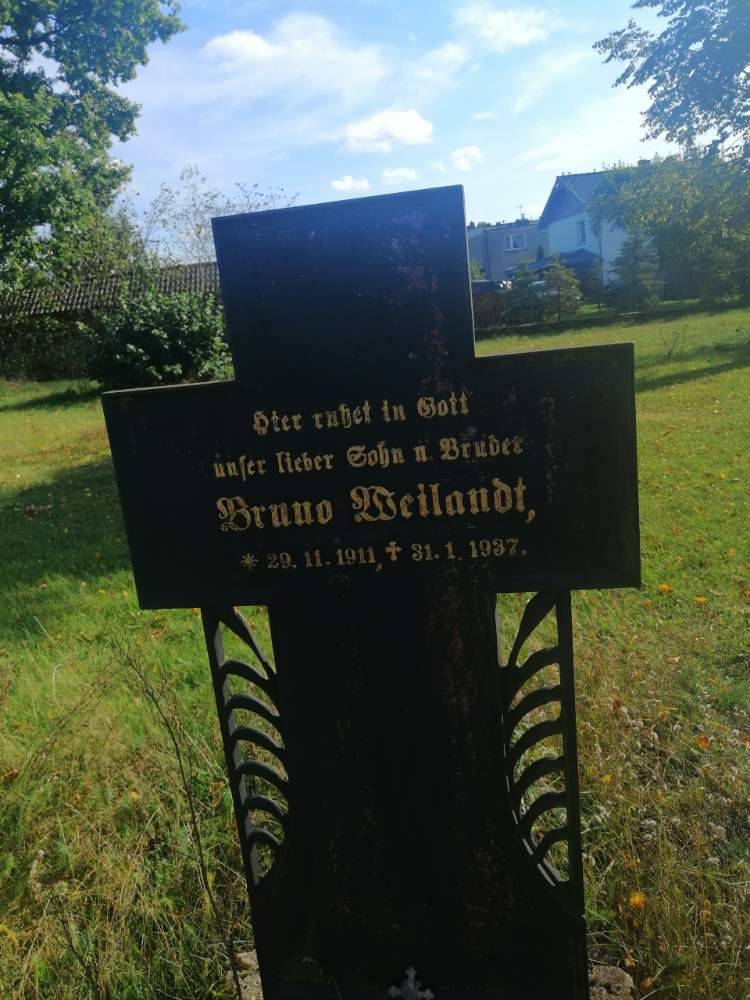 Hier ruhet in Gott
unser lieber Sohn u. Bruder
Bruno Weilandt,
* 29.11.1911, ✝ 31.1.1937.